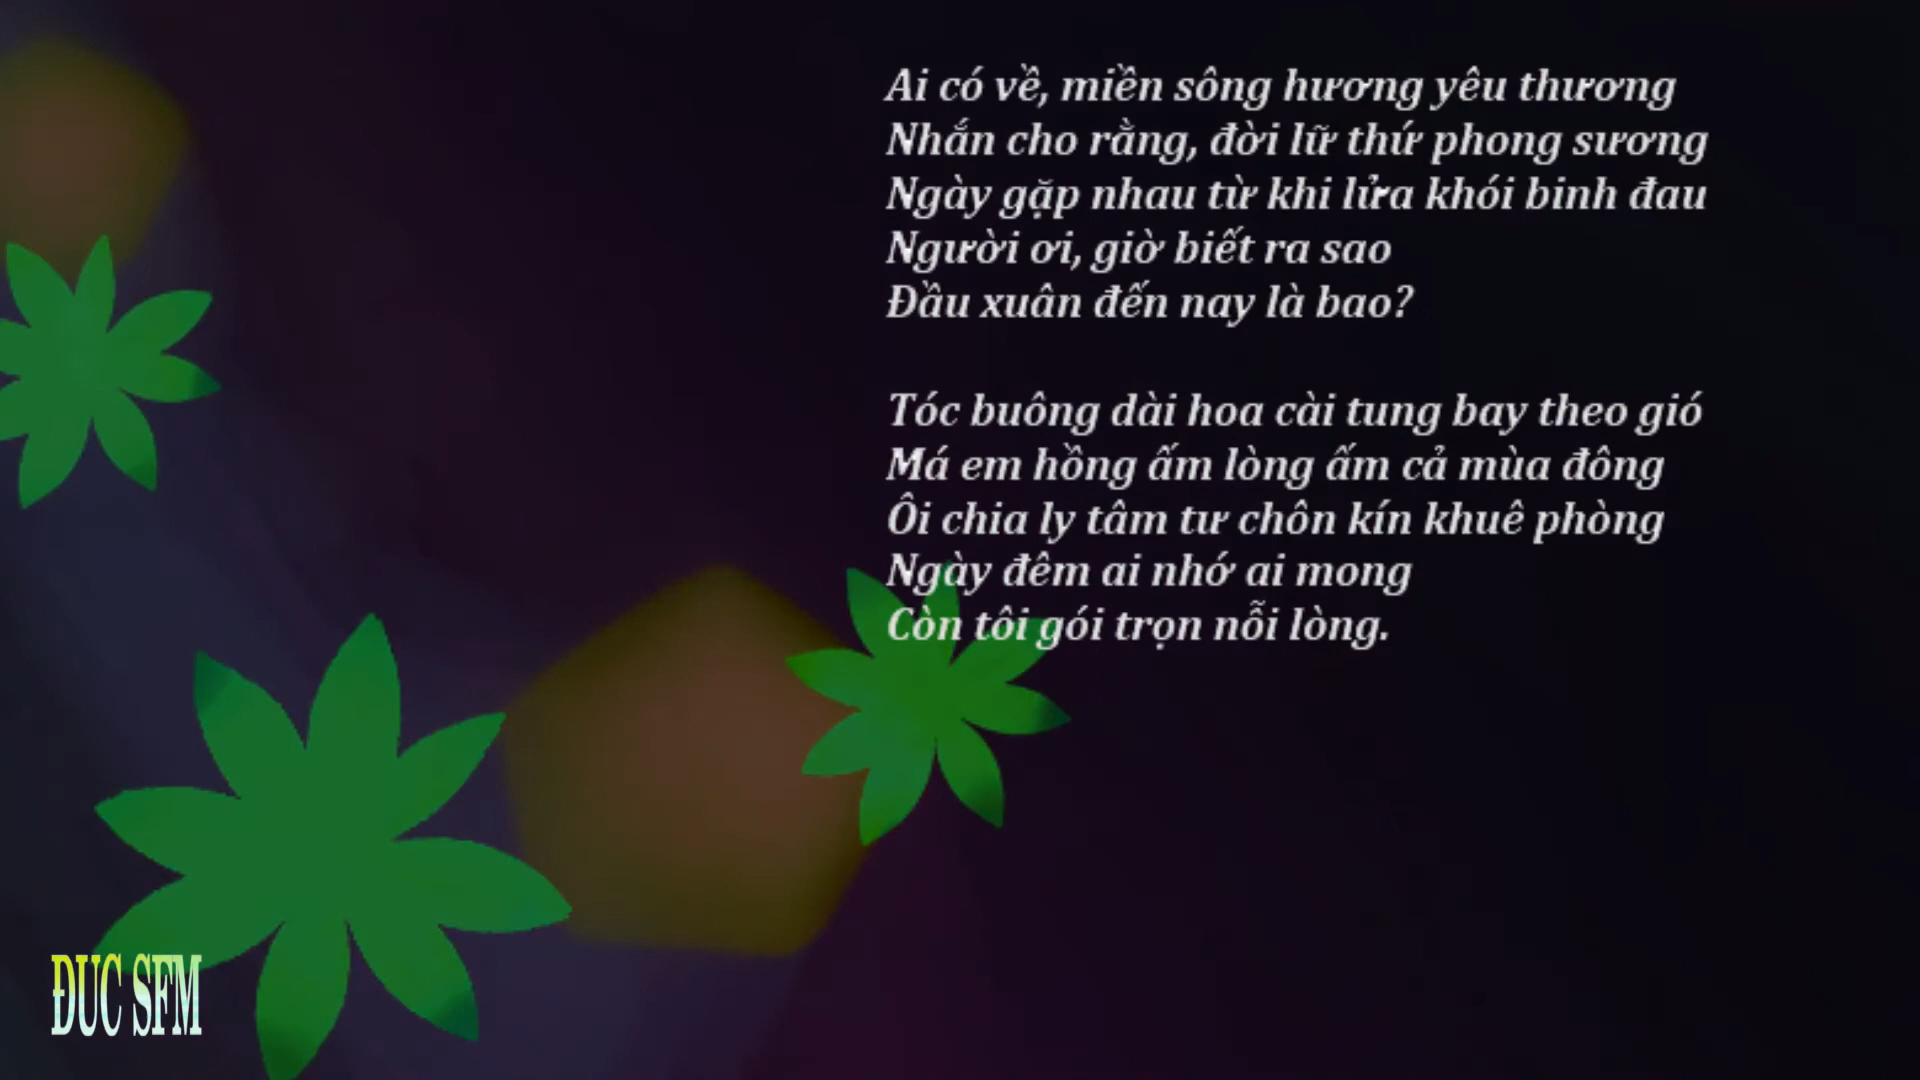 Ai có về, miền sông hương yêu thương
Nhắn cho rằng, đời lữ thứ phong sương
Ngày gặp nhau từ khi lửa khói binh đau
Người ơi, giờ biết ra sao
Đầu xuân đến nay là bao?
Tóc buông dài hoa cài tung bay theo gió
Má em hồng ấm lòng ấm cả mùa đông
Ôi chia ly tâm tư chôn kín khuê phòng
Ngày đêm ai nhớ ai mong
Còn tôi gói trọn nỗi lòng.
ĐUC SFM